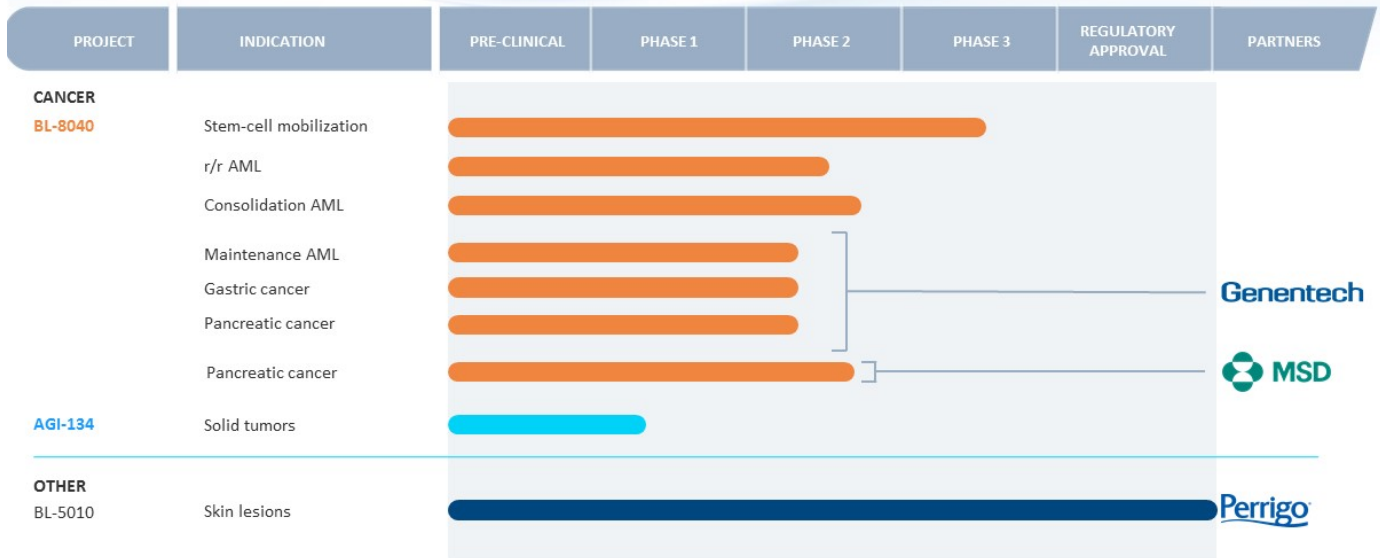 PROJECT INDICATION PRE-CLINICAL PHASE 1 PHASE 2 PHASE 3 REGULATORY APPROVAL PARTNERS
CANCER
BL-8040 Stem-cell mobilization
r/r AML
Consolidation AML
Maintenance AML
Gastric cancer
Genentech
Pancreatic cancer
Pancreatic cancer MSD
AGI-134 Solid tumors
OTHER
BL-5010 Skin lesions Perrigo